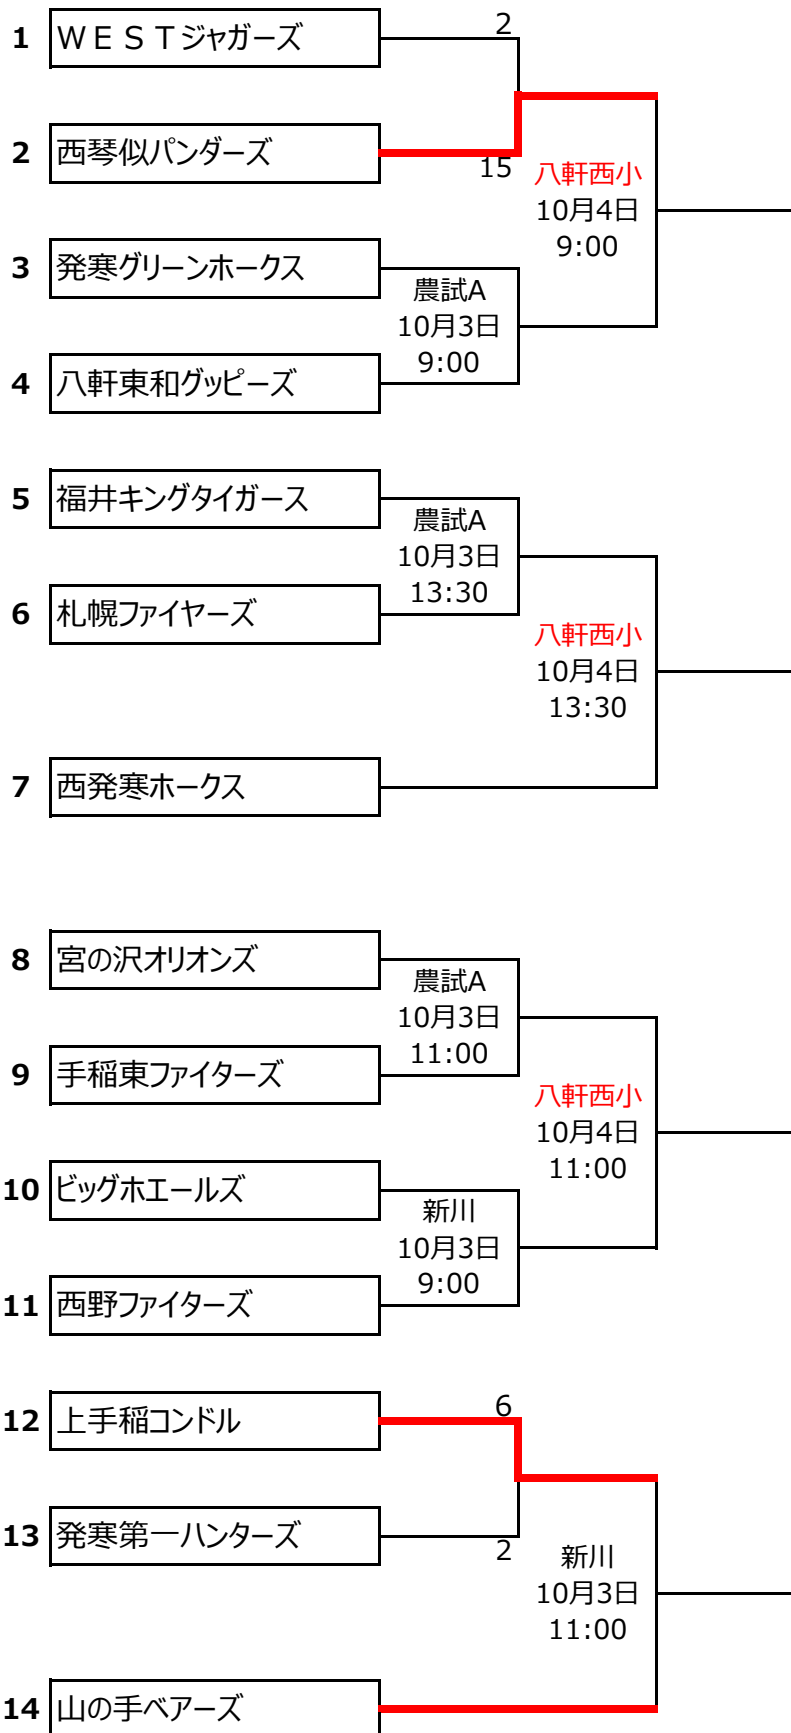 1 ＷＥＳＴジャガーズ
2
2 西琴似パンダーズ
15
八軒西小
10月4日
9:00
3 発寒グリーンホークス
農試A
10月3日
9:00
4 八軒東和グッピーズ
5 福井キングタイガース
農試A
10月3日
13:30
6 札幌ファイヤーズ
八軒西小
10月4日
13:30
7 西発寒ホークス
8 宮の沢オリオンズ
農試A
10月3日
11:00
9 手稲東ファイターズ
八軒西小
10月4日
11:00
10 ビッグホエールズ
新川
10月3日
9:00
11 西野ファイターズ
12 上手稲コンドル
6
13 発寒第一ハンターズ
2
新川
10月3日
11:00
14 山の手ベアーズ